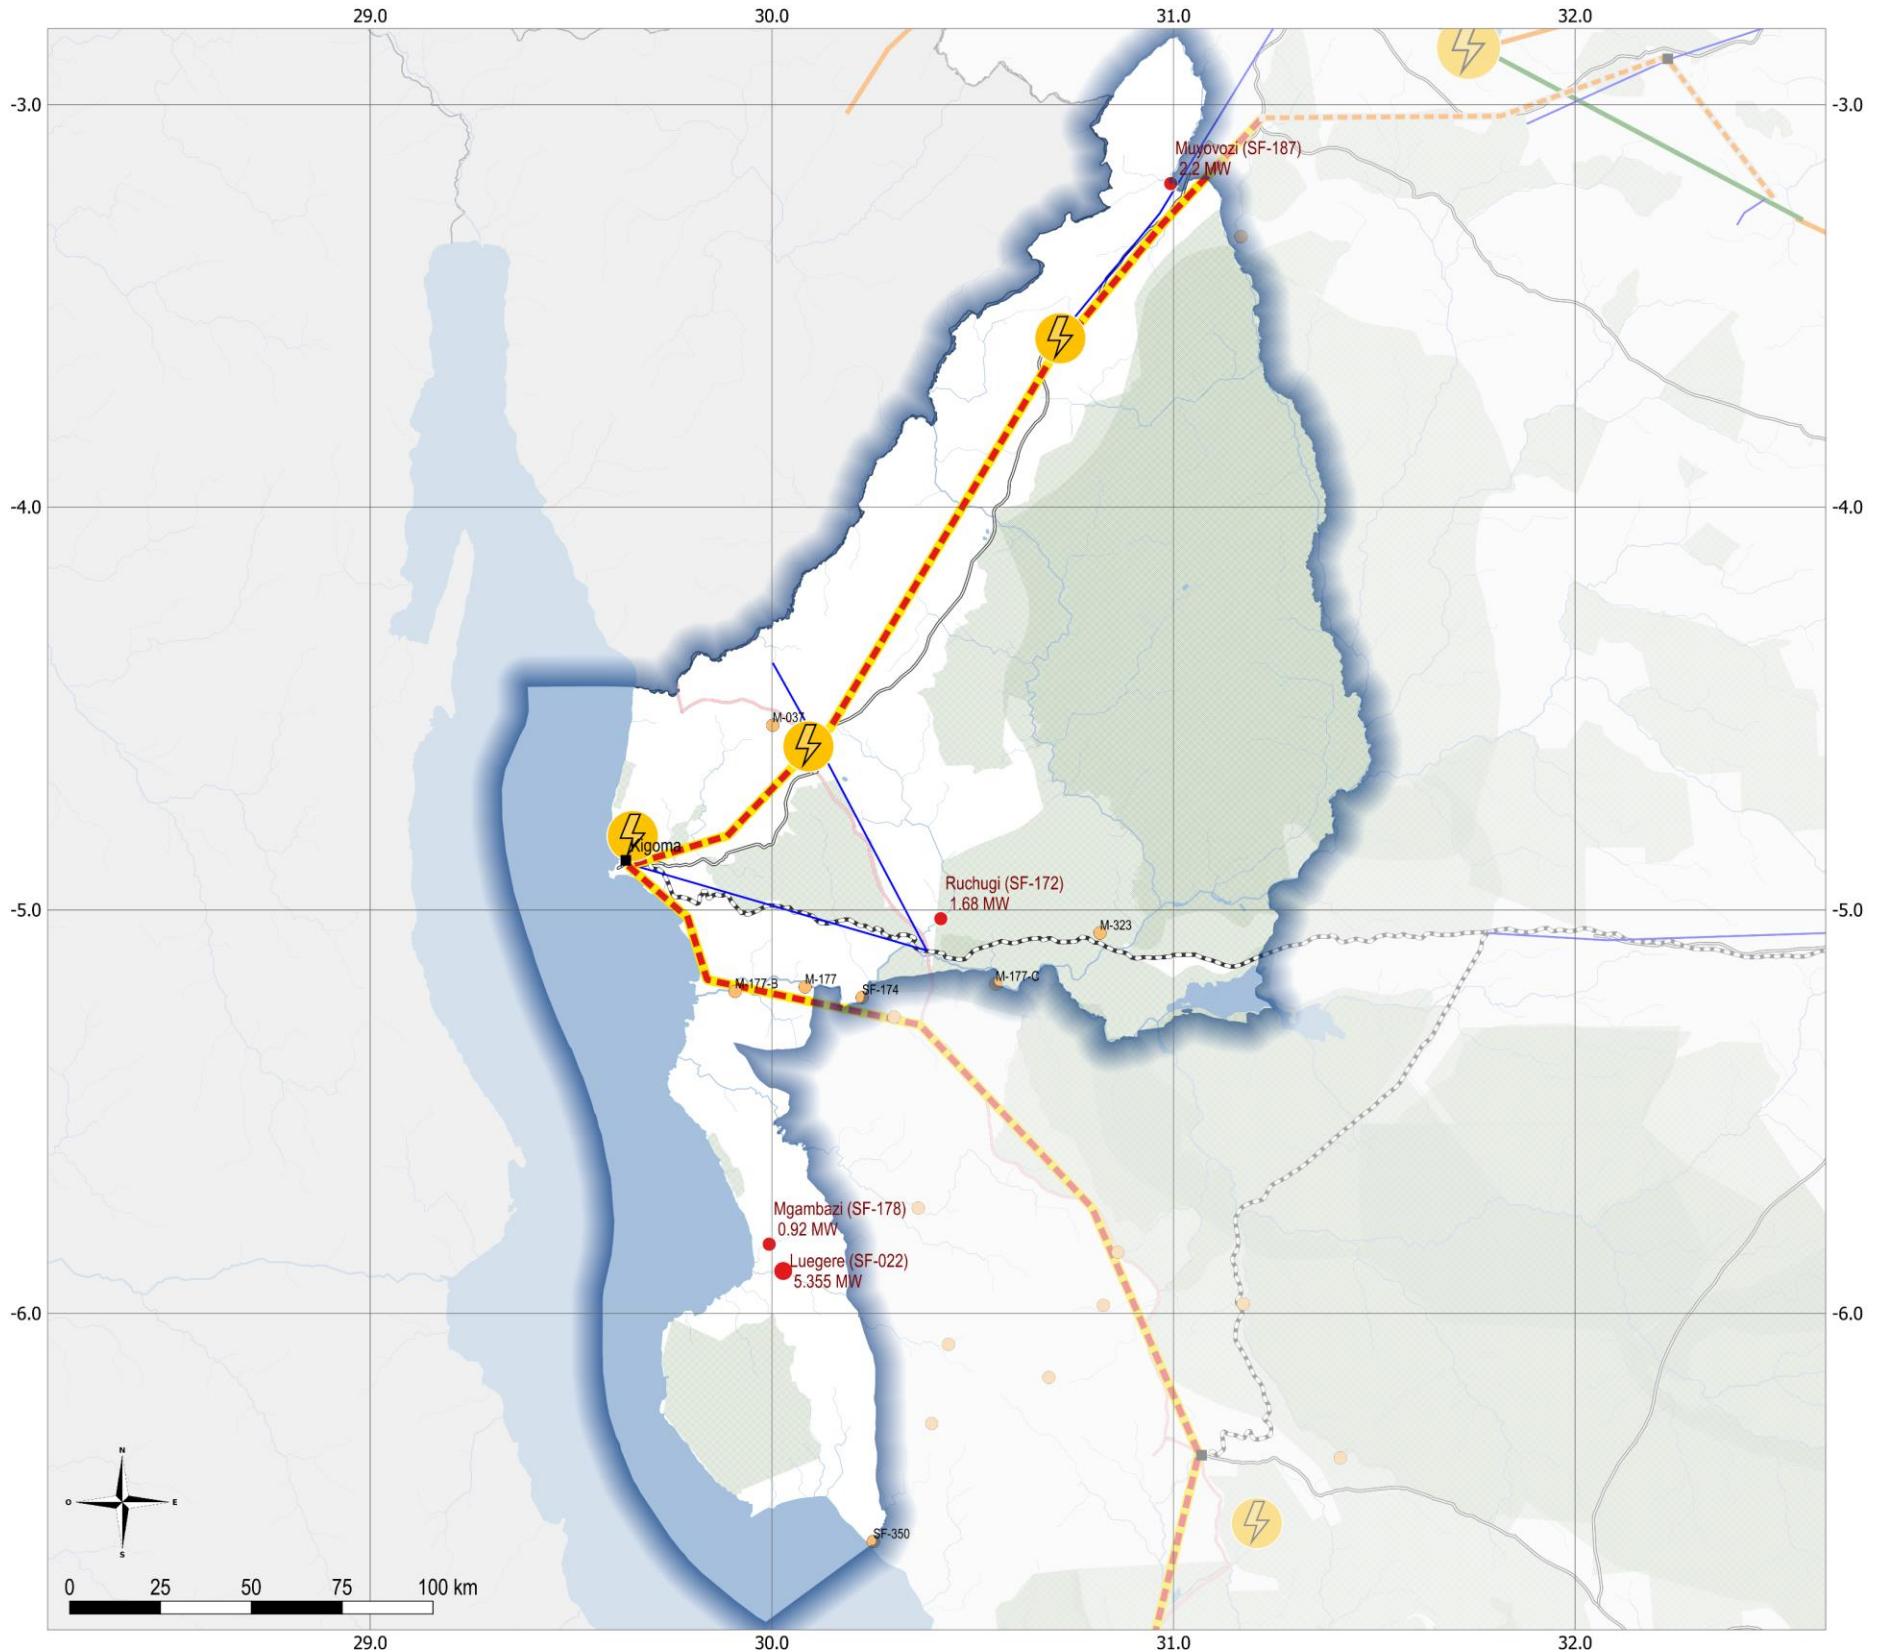 29.0
30.0
31.0
32.0
-3.0
-3.0
Muyovozi (SF-187)
2.2 MW
-4.0
-4.0
M-037
Kigoma
Ruchugi (SF-172)
1.68 MW
-5.0
-5.0
M-323
M-177-B
M-177
SF-174
M-177-C
Mgambazi (SF-178)
0.92 MW
Luegere (SF-022)
5.355 MW
-6.0
-6.0
N
O
E
S
SF-350
0
25
50
75
100 km
29.0
30.0
31.0
32.0